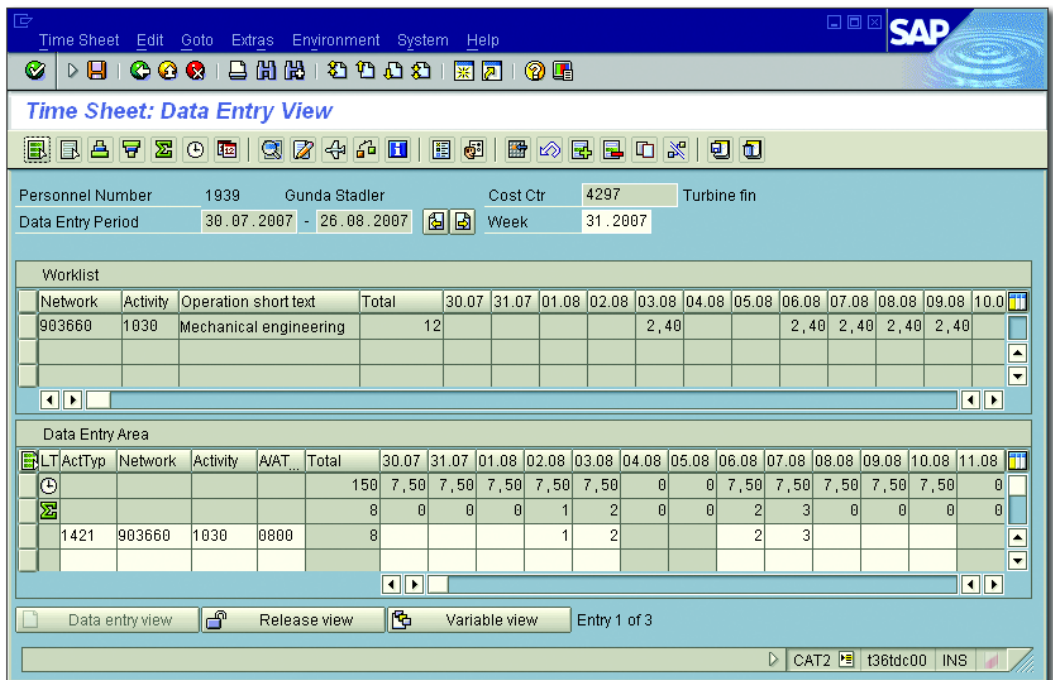 Time Sheet Edit Goto Extras Environment System Help
SAP
Time Sheet: Data Entry View
Personnel Number 1939 Gunda Stadler Cost Ctr 4297 Turbine fin
Data Entry Period 30.07.2007 - 26.08.2007 Week 31.2007
Worklist
Network Activity Operation short text Total 30.07 31.07 01.08 02.08 03.08 04.08 05.08 06.08 07.08 08.08 09.08 10.0
903660 1030 Mechanical engineering 12 2,40 2,40 2,40 2,40 2,40
Data Entry Area
LT ActTyp Network Activity A/AT... Total 30.07 31.07 01.08 02.08 03.08 04.08 05.08 06.08 07.08 08.08 09.08 10.08 11.08
150 7,50 7,50 7,50 7,50 7,50 0 0 7,50 7,50 7,50 7,50 7,50 0
8 0 0 0 1 2 0 0 2 3 0 0 0 0
1421 903660 1030 0800 8 1 2 2 3
Data entry view Release view Variable view Entry 1 of 3
CAT2 t36tdc00 INS